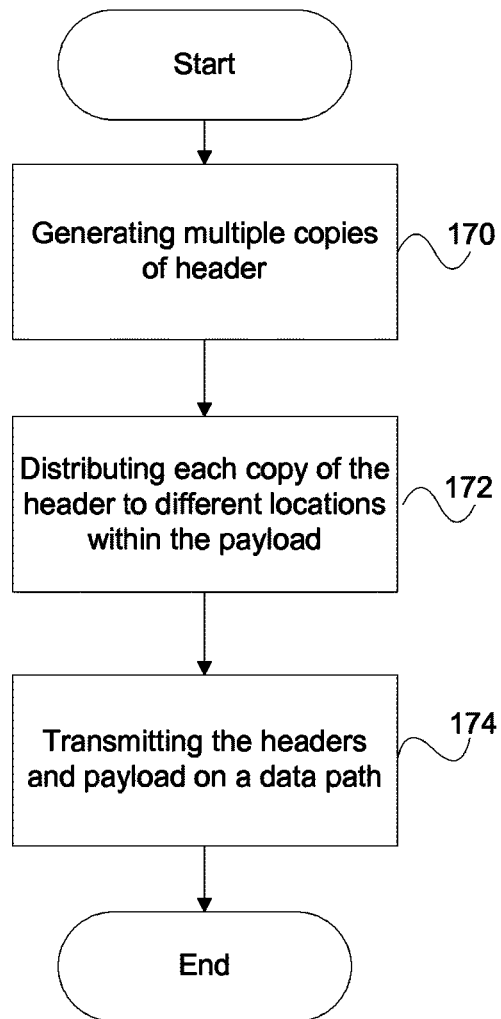 Start
Generating multiple copies
of header
170
Distributing each copy of the
header to different locations
within the payload
172
Transmitting the headers
and payload on a data path
174
End